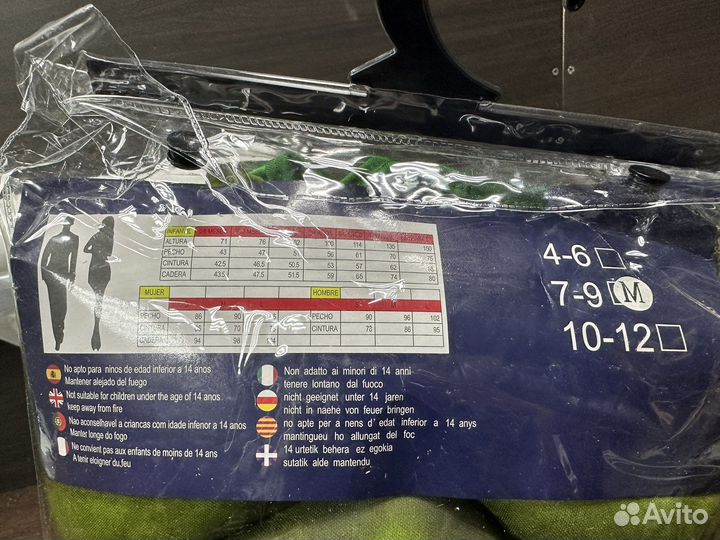 INFANTIL
ALTURA 71 76 114 135 150
PECHO 43 47 51 56 61 70 75
CINTURA 42.5 46.5 50.5 53 57 62
CADERA 43.5 47.5 51.5 59 65 74 80
MUJER HOMBRE
PECHO 86 90 PECHO 90 96 102
CINTURA 70 CINTURA 78 86 95
CADERA 94 98
4-6
7-9 M
10-12
No apto para ninos de edad inferior a 14 anos
Mantener alejado del fuego
Not suitable for children under the age of 14 anos
keep away from fire
Nao aconselhavel a criancas com idade inferior a 14 anos
Manter longe do fogo
Ne convient pas aux enfants de moins de 14 ans
A tenir elcigner du.feu
Non adatto ai minori di 14 anni
tenere lontano dal fuoco
nicht geeignet unter 14 jaren
nicht in naehe von feuer bringen
no apte per a nens d' edat inferior a 14 anys
mantingueu ho allungat del foc
14 urtetik behera ez egokia
sutatik alde mantendu
Avito